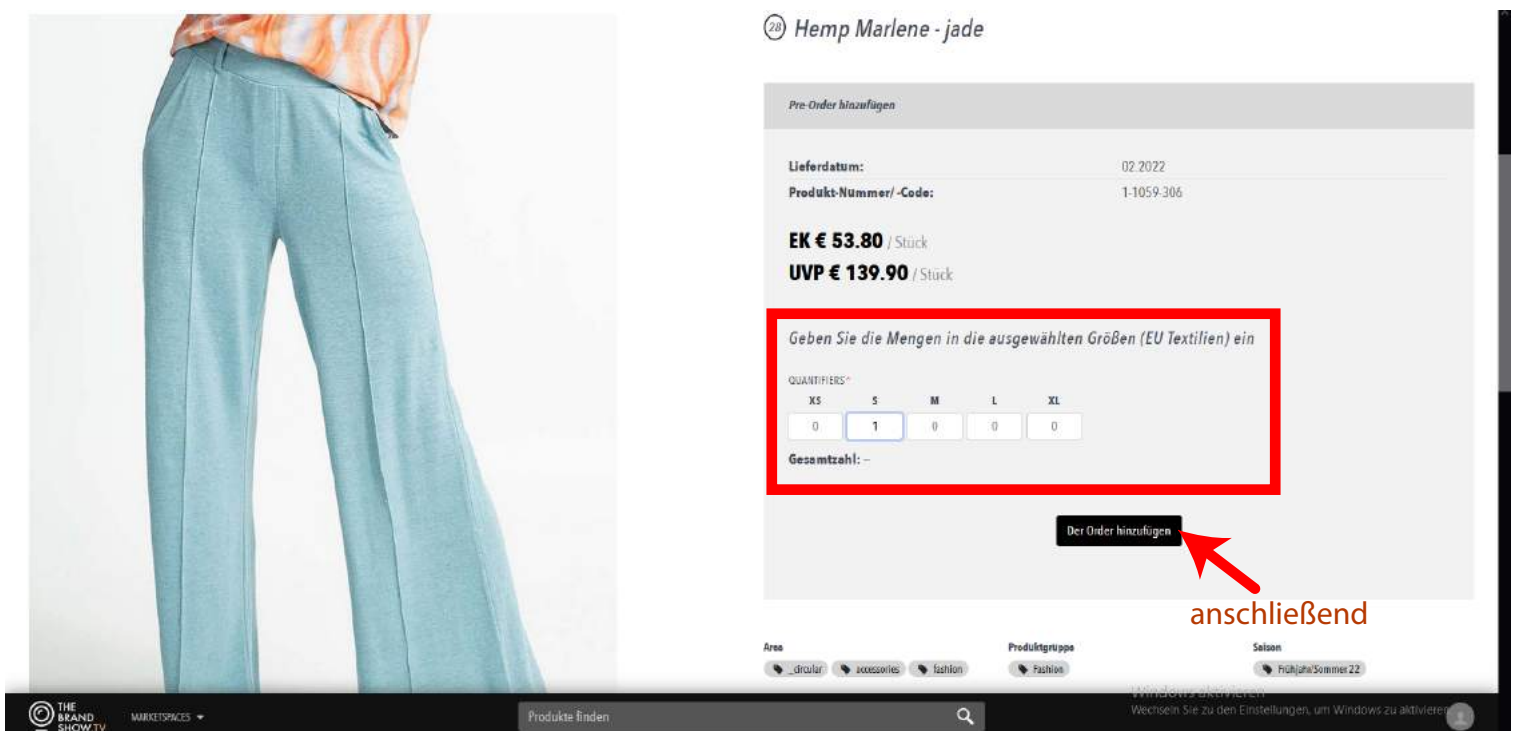 28 Hemp Marlene - jade
Pre-Order hinzufügen
Lieferdatum: 02.2022
Produkt-Nummer/ -Code: 1-1059-306
EK € 53.80 / Stück
UVP € 139.90 / Stück
Geben Sie die Mengen in die ausgewählten Größen (EU Textilien) ein
QUANTIFIERS*
XS S M L XL
0 1 0 0 0
Gesamtzahl: –
Der Order hinzufügen
anschließend
Area Produktgruppe Saison
_circular accessories fashion Fashion Frühjahr/Sommer 22
Windows aktivieren
Wechseln Sie zu den Einstellungen, um Windows zu aktivieren
THE
BRAND
SHOW TV
MARKETSPACES
Produkte finden